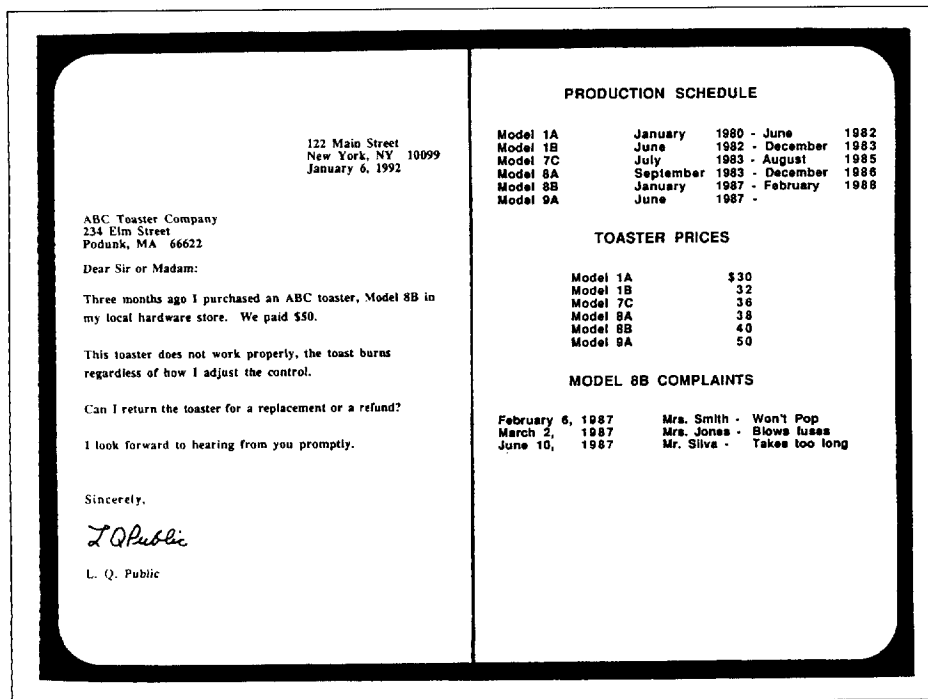 122 Main Street
New York, NY 10099
January 6, 1992
ABC Toaster Company
234 Elm Street
Podunk, MA 66622
Dear Sir or Madam:
Three months ago I purchased an ABC toaster, Model 8B in
my local hardware store. We paid $50.
This toaster does not work properly, the toast burns
regardless of how I adjust the control.
Can I return the toaster for a replacement or a refund?
I look forward to hearing from you promptly.
Sincerely,
L Q Public
L. Q. Public
PRODUCTION SCHEDULE
Model 1A January 1980 - June 1982
Model 1B June 1982 - December 1983
Model 7C July 1983 - August 1985
Model 8A September 1983 - December 1986
Model 8B January 1987 - February 1988
Model 9A June 1987 -
TOASTER PRICES
Model 1A $30
Model 1B 32
Model 7C 36
Model 8A 38
Model 8B 40
Model 9A 50
MODEL 8B COMPLAINTS
February 6, 1987 Mrs. Smith - Won't Pop
March 2, 1987 Mrs. Jones - Blows fuses
June 10, 1987 Mr. Silva - Takes too long